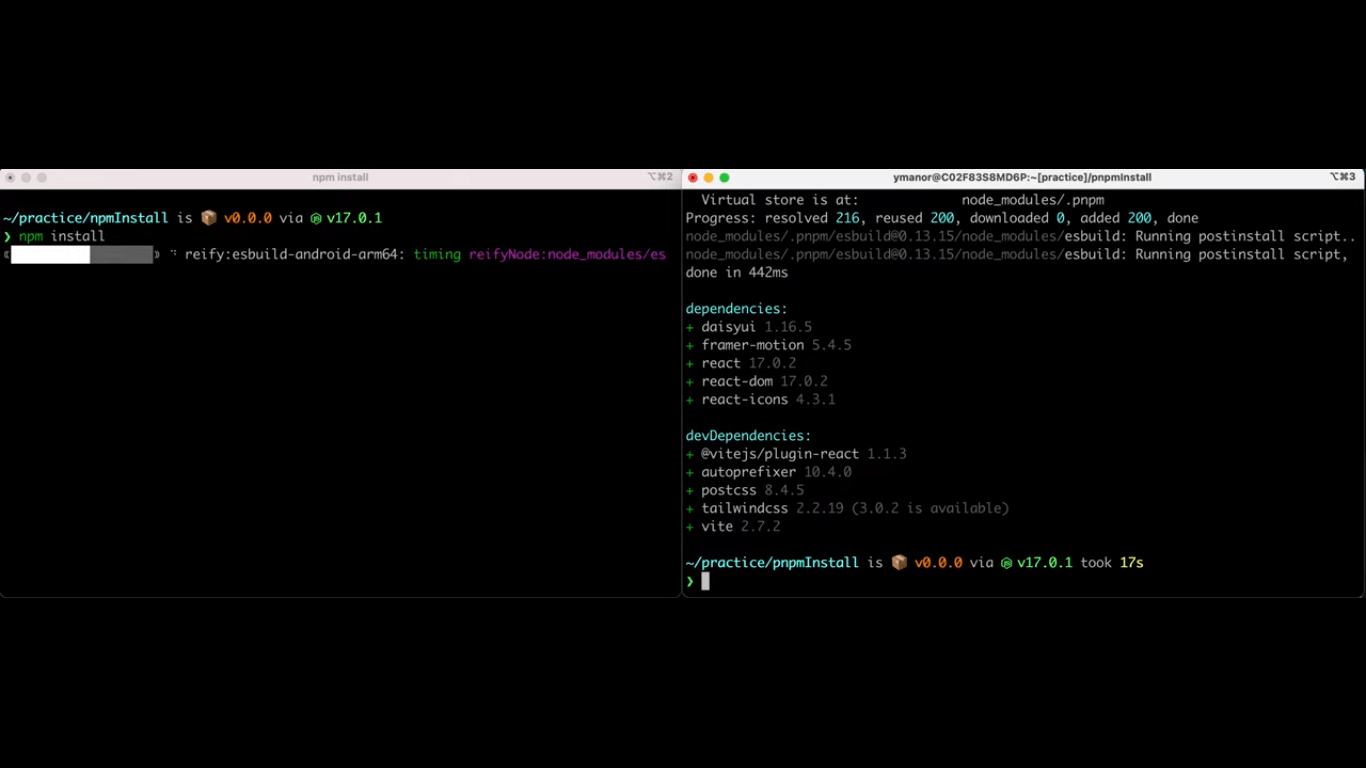 npm install
⌥⌘2
~/practice/npmInstall is 📦 v0.0.0 via v17.0.1
❯ npm install
reify:esbuild-android-arm64: timing reifyNode:node_modules/es
ymanor@C02F83S8MD6P:~[practice]/pnpmInstall
⌥⌘3
Virtual store is at: node_modules/.pnpm
Progress: resolved 216, reused 200, downloaded 0, added 200, done
node_modules/.pnpm/esbuild@0.13.15/node_modules/esbuild: Running postinstall script..
node_modules/.pnpm/esbuild@0.13.15/node_modules/esbuild: Running postinstall script,
done in 442ms
dependencies:
+ daisyui 1.16.5
+ framer-motion 5.4.5
+ react 17.0.2
+ react-dom 17.0.2
+ react-icons 4.3.1
devDependencies:
+ @vitejs/plugin-react 1.1.3
+ autoprefixer 10.4.0
+ postcss 8.4.5
+ tailwindcss 2.2.19 (3.0.2 is available)
+ vite 2.7.2
~/practice/pnpmInstall is 📦 v0.0.0 via v17.0.1 took 17s
❯